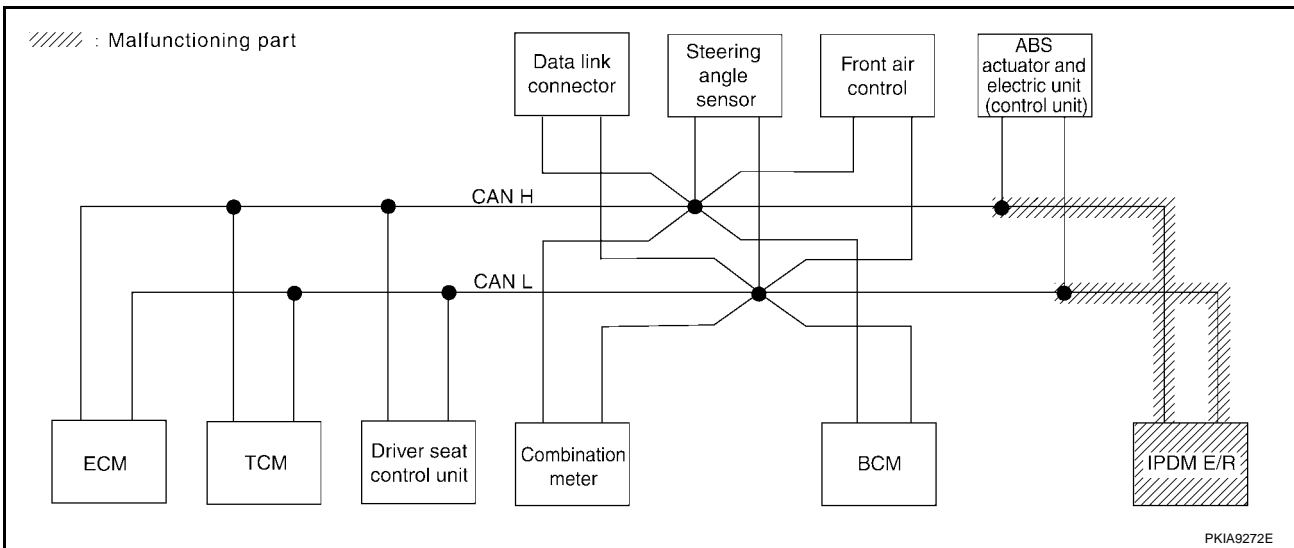 : Malfunctioning part
Data link
connector
Steering
angle
sensor
Front air
control
ABS
actuator and
electric unit
(control unit)
CAN H
CAN L
ECM
TCM
Driver seat
control unit
Combination
meter
BCM
IPDM E/R
PKIA9272E